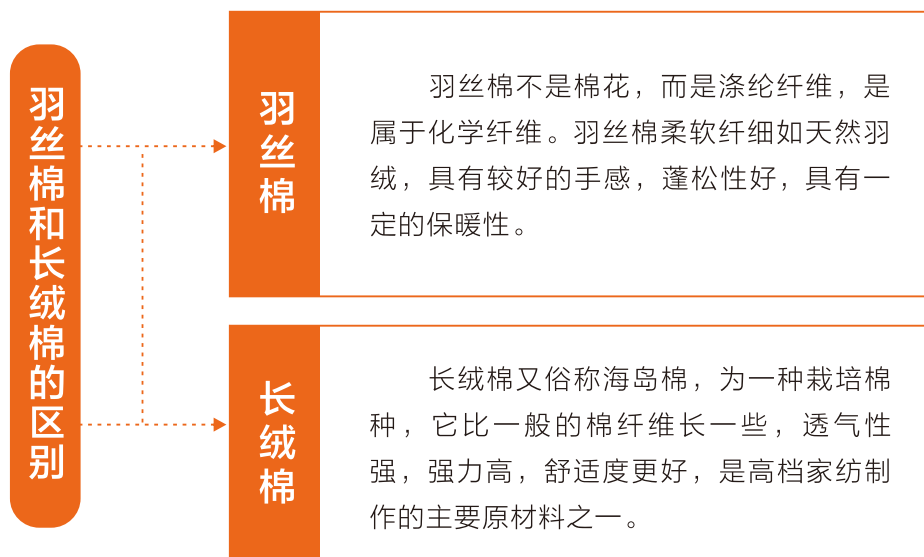 羽丝棉和长绒棉的区别
羽丝棉
羽丝棉不是棉花，而是涤纶纤维，是
属于化学纤维。羽丝棉柔软纤细如天然羽
绒，具有较好的手感，蓬松性好，具有一
定的保暖性。
长绒棉
长绒棉又俗称海岛棉，为一种栽培棉
种，它比一般的棉纤维长一些，透气性
强，强力高，舒适度更好，是高档家纺制
作的主要原材料之一。